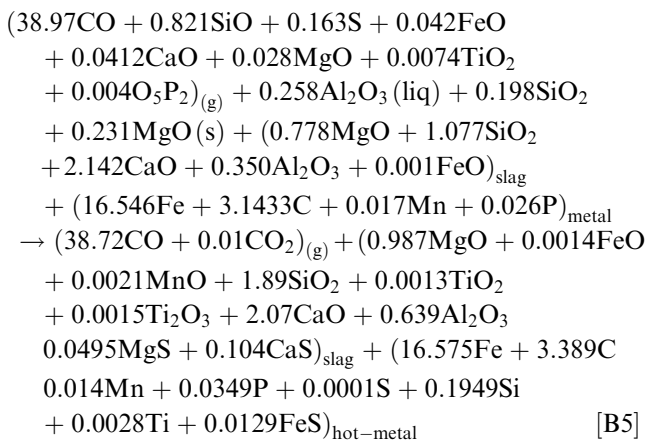 (38.97CO + 0.821SiO + 0.163S + 0.042FeO
+ 0.0412CaO + 0.028MgO + 0.0074TiO₂
+ 0.004O₅P₂)₍g₎ + 0.258Al₂O₃ (liq) + 0.198SiO₂
+ 0.231MgO (s) + (0.778MgO + 1.077SiO₂
+2.142CaO + 0.350Al₂O₃ + 0.001FeO)slag
+ (16.546Fe + 3.1433C + 0.017Mn + 0.026P)metal
→ (38.72CO + 0.01CO₂)(g) + (0.987MgO + 0.0014FeO
+ 0.0021MnO + 1.89SiO₂ + 0.0013TiO₂
+ 0.0015Ti₂O₃ + 2.07CaO + 0.639Al₂O₃
0.0495MgS + 0.104CaS)slag + (16.575Fe + 3.389C
0.014Mn + 0.0349P + 0.0001S + 0.1949Si
+ 0.0028Ti + 0.0129FeS)hot−metal [B5]